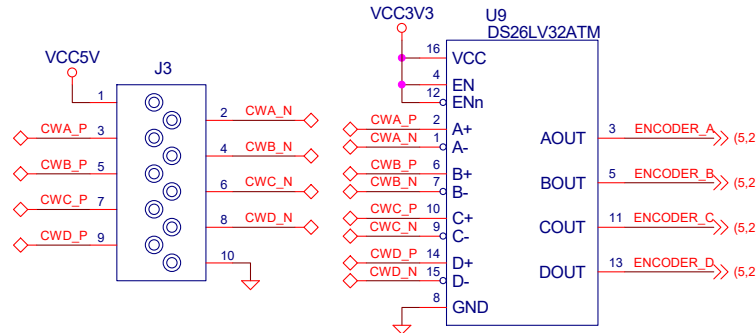 VCC5V
J3
1
2 CWA_N
CWA_P 3
4 CWB_N
CWB_P 5
6 CWC_N
CWC_P 7
8 CWD_N
CWD_P 9
10
VCC3V3
U9
DS26LV32ATM
16 VCC
4 EN
12 ENn
CWA_P 2 A+
CWA_N 1 A-
CWB_P 6 B+
CWB_N 7 B-
CWC_P 10 C+
CWC_N 9 C-
CWD_P 14 D+
CWD_N 15 D-
8 GND
AOUT 3 ENCODER_A (5,2
BOUT 5 ENCODER_B (5,2
COUT 11 ENCODER_C (5,2
DOUT 13 ENCODER_D (5,2